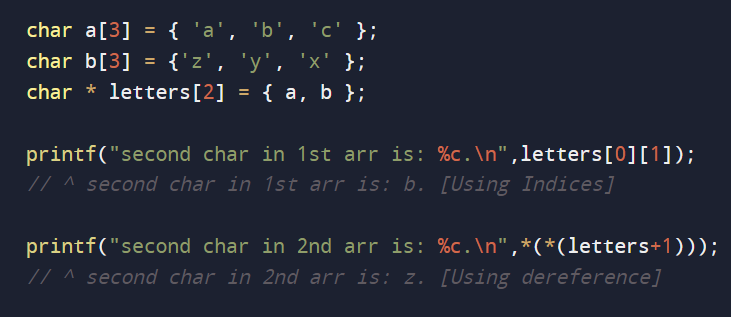 char a[3] = { 'a', 'b', 'c' };
char b[3] = {'z', 'y', 'x' };
char * letters[2] = { a, b };
printf("second char in 1st arr is: %c.\n",letters[0][1]);
// ^ second char in 1st arr is: b. [Using Indices]
printf("second char in 2nd arr is: %c.\n",*(*(letters+1)));
// ^ second char in 2nd arr is: z. [Using dereference]